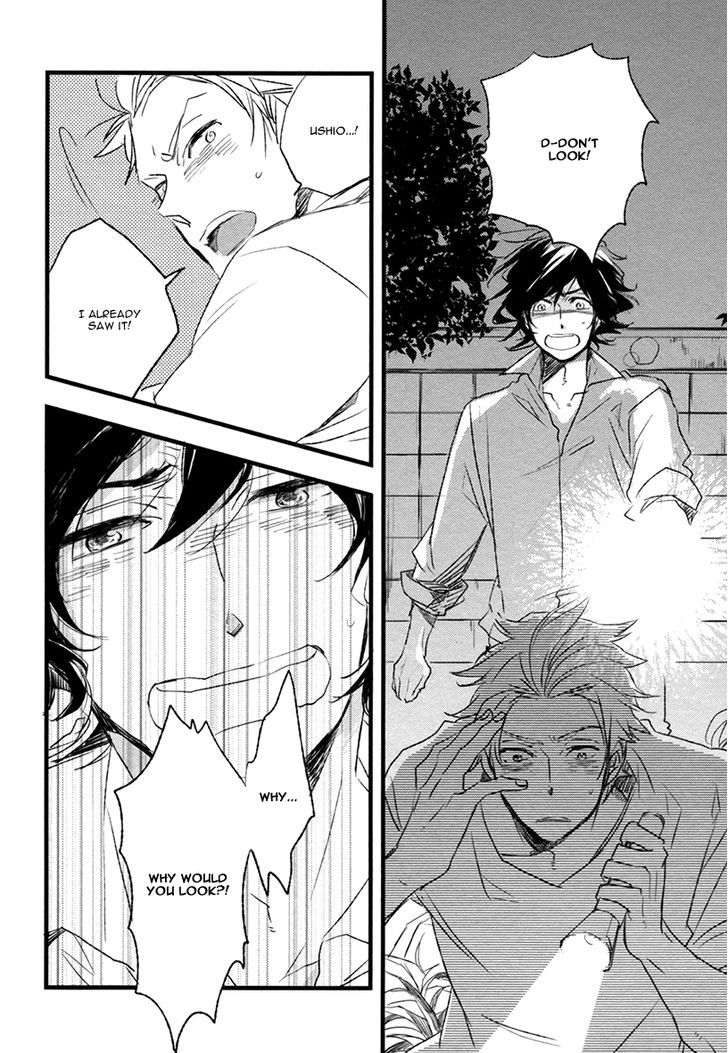 D-DON'T
LOOK!
USHIO...!
I ALREADY
SAW IT!
WHY...
WHY WOULD
YOU LOOK?!